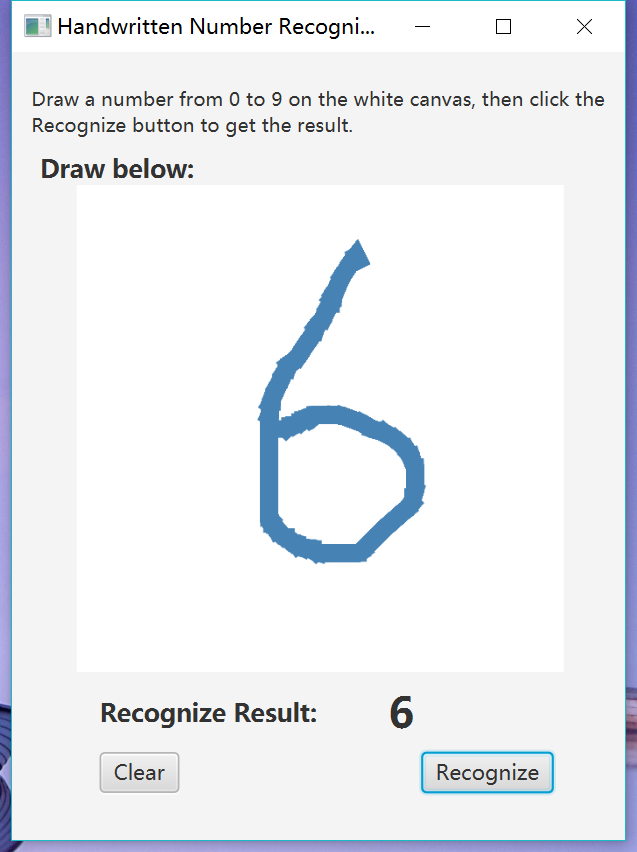 Handwritten Number Recogni...
Draw a number from 0 to 9 on the white canvas, then click the
Recognize button to get the result.
Draw below:
6
Recognize Result: 6
Clear Recognize